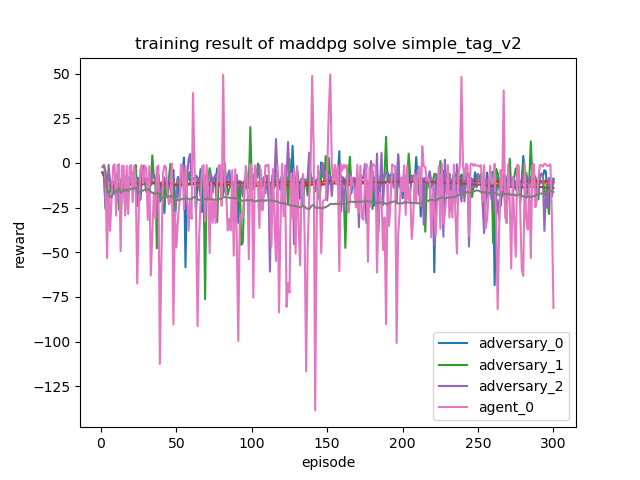 training result of maddpg solve simple_tag_v2
50
25
0
−25
−50
−75
−100
−125
reward
adversary_0
adversary_1
adversary_2
agent_0
0 50 100 150 200 250 300
episode